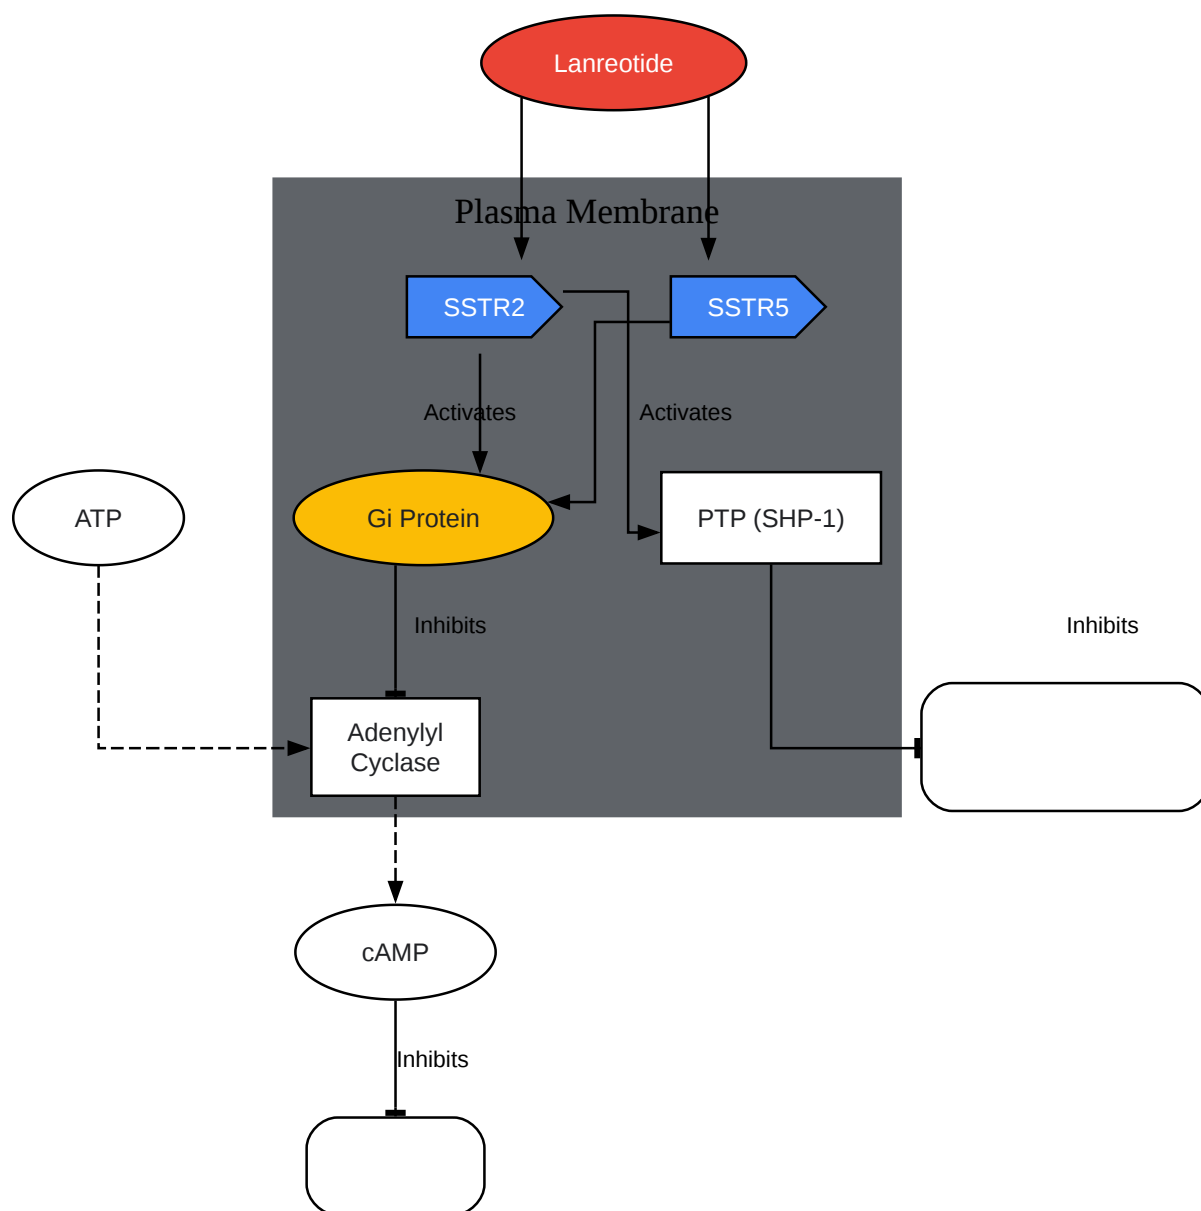 Lanreotide
Plasma Membrane
SSTR2
SSTR5
Activates
Activates
ATP
Gi Protein
PTP (SHP-1)
Inhibits
Inhibits
Adenylyl
Cyclase
cAMP
Inhibits